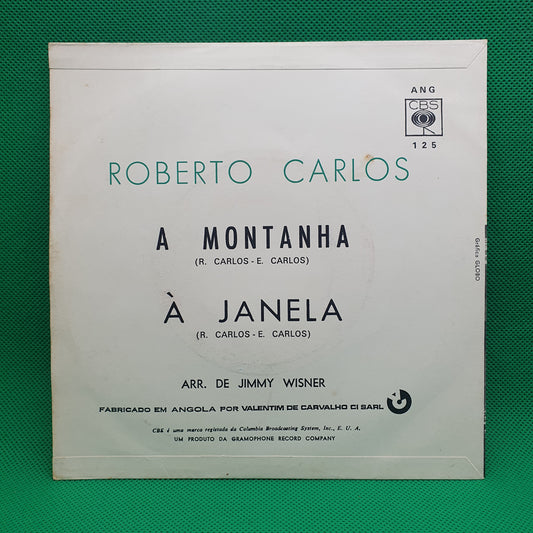 ANG
CBS
125
ROBERTO CARLOS
A MONTANHA
(R. CARLOS - E. CARLOS)
À JANELA
(R. CARLOS - E. CARLOS)
ARR. DE JIMMY WISNER
FABRICADO EM ANGOLA POR VALENTIM DE CARVALHO CI SARL
CBS é uma marca registada da Columbia Broadcasting System, Inc., E. U. A.
UM PRODUTO DA GRAMOPHONE RECORD COMPANY
Gráfica GLOBO